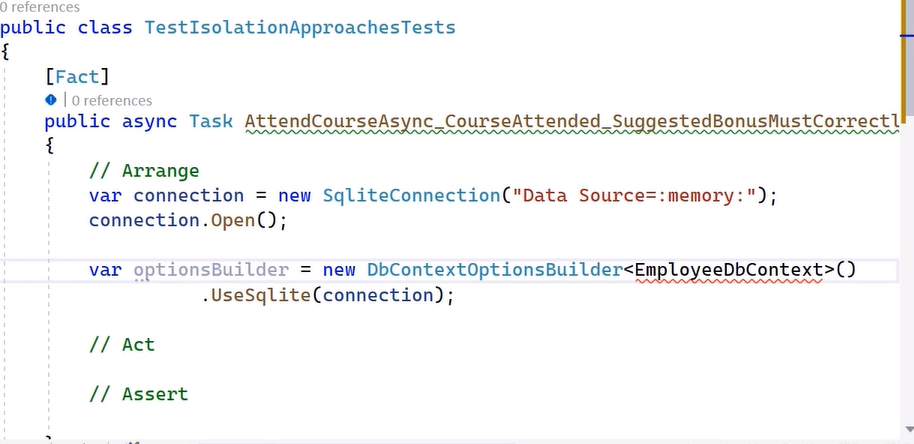 0 references
public class TestIsolationApproachesTests
{
[Fact]
0 references
public async Task AttendCourseAsync_CourseAttended_SuggestedBonusMustCorrectl
{
// Arrange
var connection = new SqliteConnection("Data Source=:memory:");
connection.Open();
var optionsBuilder = new DbContextOptionsBuilder<EmployeeDbContext>()
.UseSqlite(connection);
// Act
// Assert